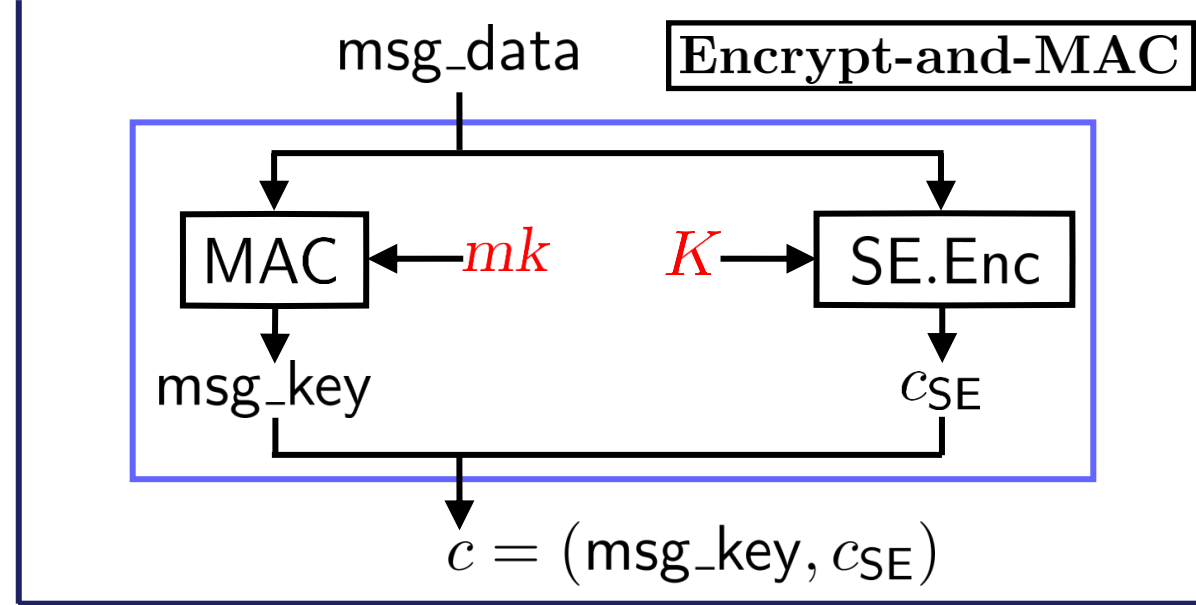 msg_data
Encrypt-and-MAC
MAC
mk
K
SE.Enc
msg_key
c_SE
c = (msg_key, c_SE)